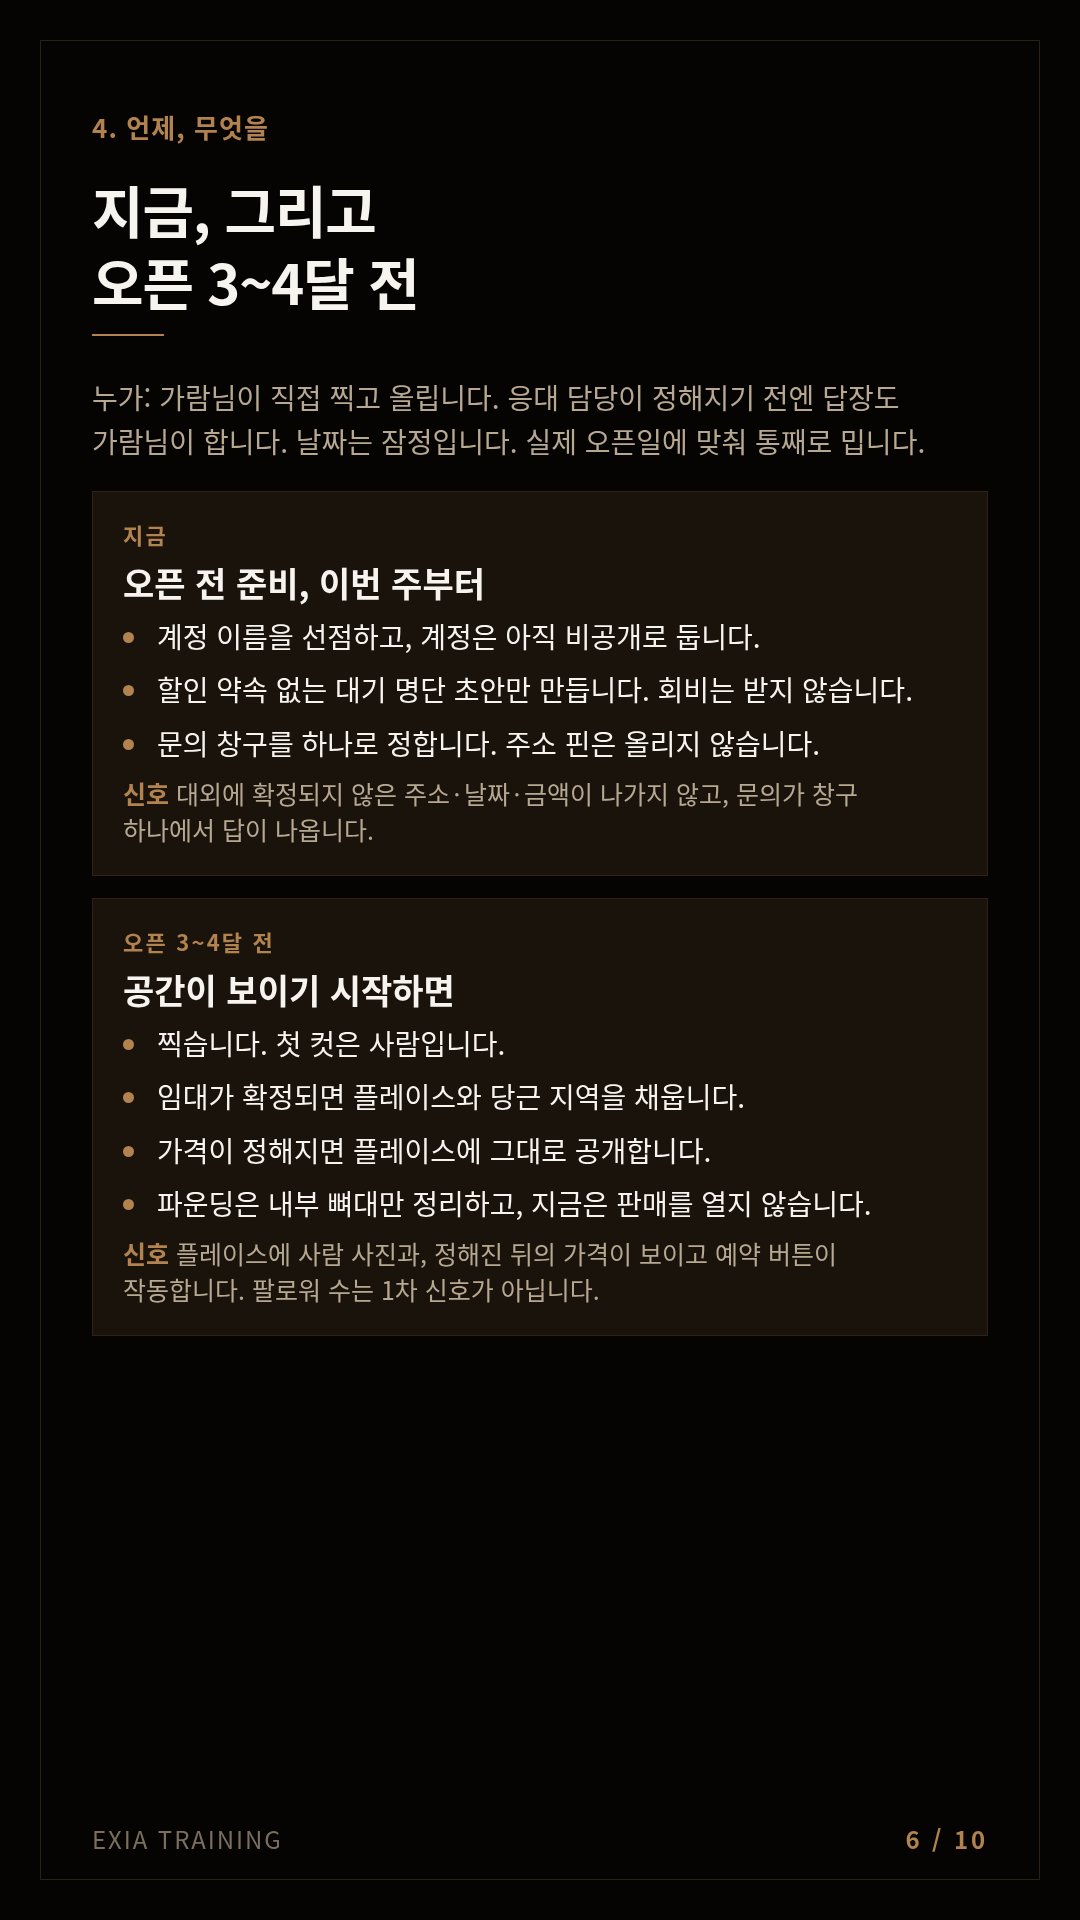 4. 언제, 무엇을
지금, 그리고
오픈 3~4달 전
누가: 가람님이 직접 찍고 올립니다. 응대 담당이 정해지기 전엔 답장도
가람님이 합니다. 날짜는 잠정입니다. 실제 오픈일에 맞춰 통째로 밉니다.
지금
오픈 전 준비, 이번 주부터
계정 이름을 선점하고, 계정은 아직 비공개로 둡니다.
할인 약속 없는 대기 명단 초안만 만듭니다. 회비는 받지 않습니다.
문의 창구를 하나로 정합니다. 주소 핀은 올리지 않습니다.
신호 대외에 확정되지 않은 주소·날짜·금액이 나가지 않고, 문의가 창구
하나에서 답이 나옵니다.
오픈 3~4달 전
공간이 보이기 시작하면
찍습니다. 첫 컷은 사람입니다.
임대가 확정되면 플레이스와 당근 지역을 채웁니다.
가격이 정해지면 플레이스에 그대로 공개합니다.
파운딩은 내부 뼈대만 정리하고, 지금은 판매를 열지 않습니다.
신호 플레이스에 사람 사진과, 정해진 뒤의 가격이 보이고 예약 버튼이
작동합니다. 팔로워 수는 1차 신호가 아닙니다.
EXIA TRAINING
6 / 10